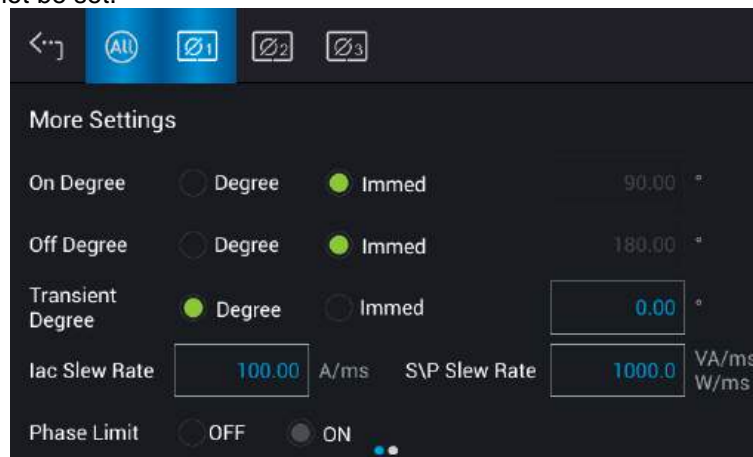 not be set.
All Ø1 Ø2 Ø3
More Settings
On Degree Degree Immed 90.00 °
Off Degree Degree Immed 180.00 °
Transient
Degree Degree Immed 0.00 °
Iac Slew Rate 100.00 A/ms S\P Slew Rate 1000.0 VA/ms
W/ms
Phase Limit OFF ON